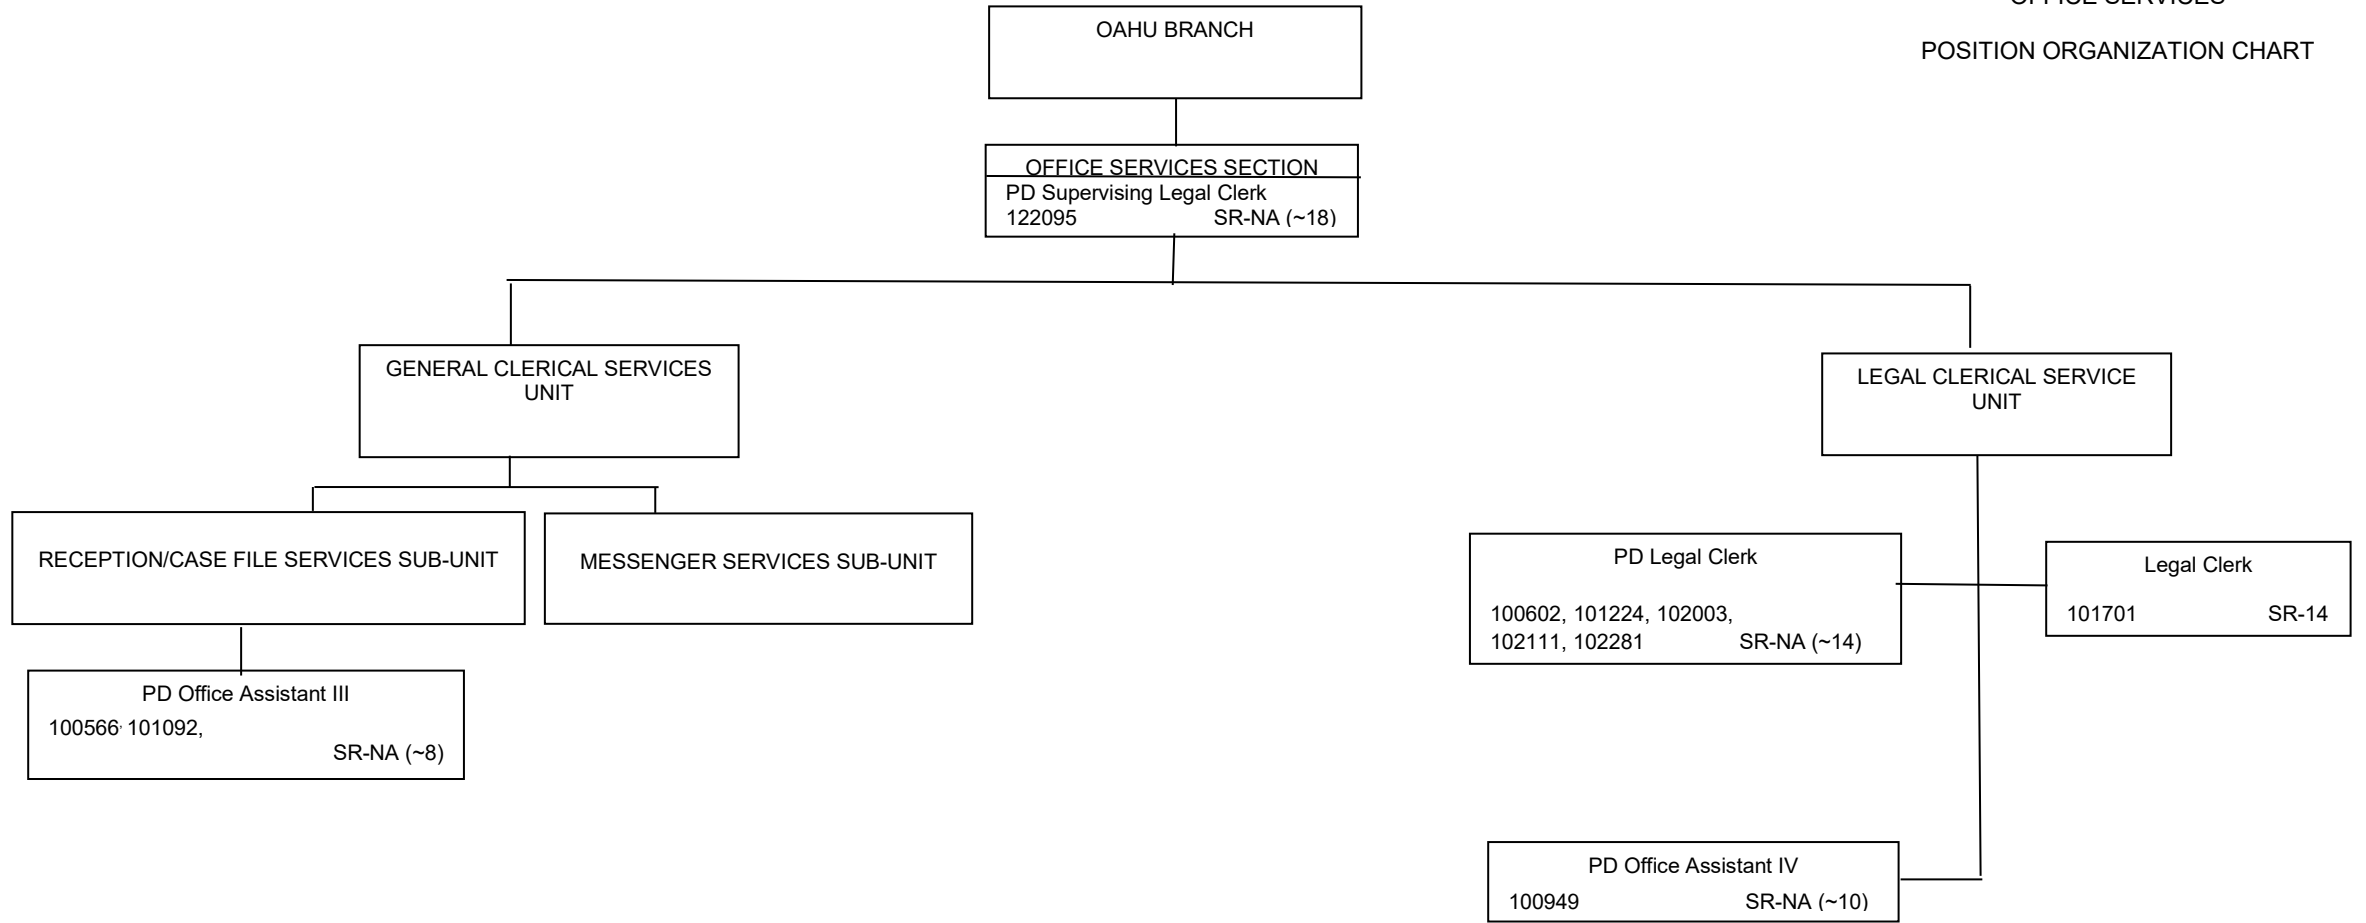 OFFICE SERVICES
POSITION ORGANIZATION CHART
OAHU BRANCH
OFFICE SERVICES SECTION
PD Supervising Legal Clerk
122095 SR-NA (~18)
GENERAL CLERICAL SERVICES
UNIT
LEGAL CLERICAL SERVICE
UNIT
RECEPTION/CASE FILE SERVICES SUB-UNIT
MESSENGER SERVICES SUB-UNIT
PD Legal Clerk
100602, 101224, 102003,
102111, 102281 SR-NA (~14)
Legal Clerk
101701 SR-14
PD Office Assistant III
100566, 101092,
SR-NA (~8)
PD Office Assistant IV
100949 SR-NA (~10)